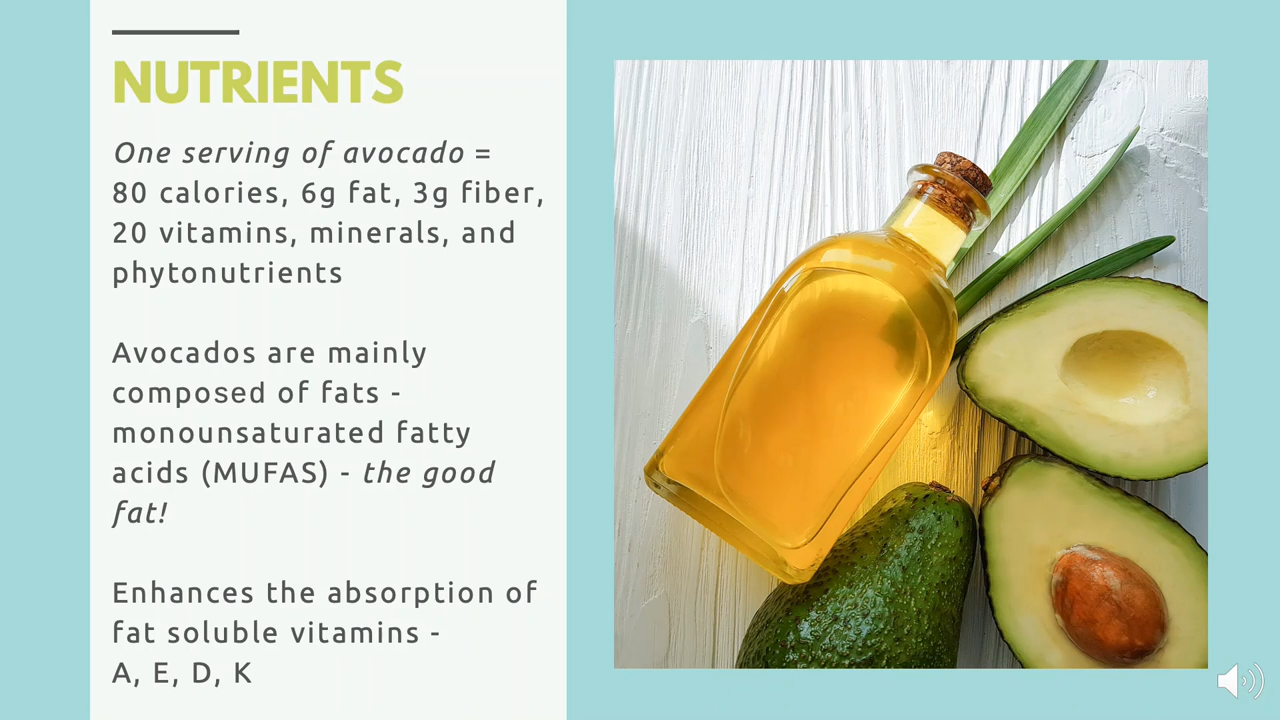 NUTRIENTS
One serving of avocado =
80 calories, 6g fat, 3g fiber,
20 vitamins, minerals, and
phytonutrients
Avocados are mainly
composed of fats -
monounsaturated fatty
acids (MUFAS) - the good
fat!
Enhances the absorption of
fat soluble vitamins -
A, E, D, K